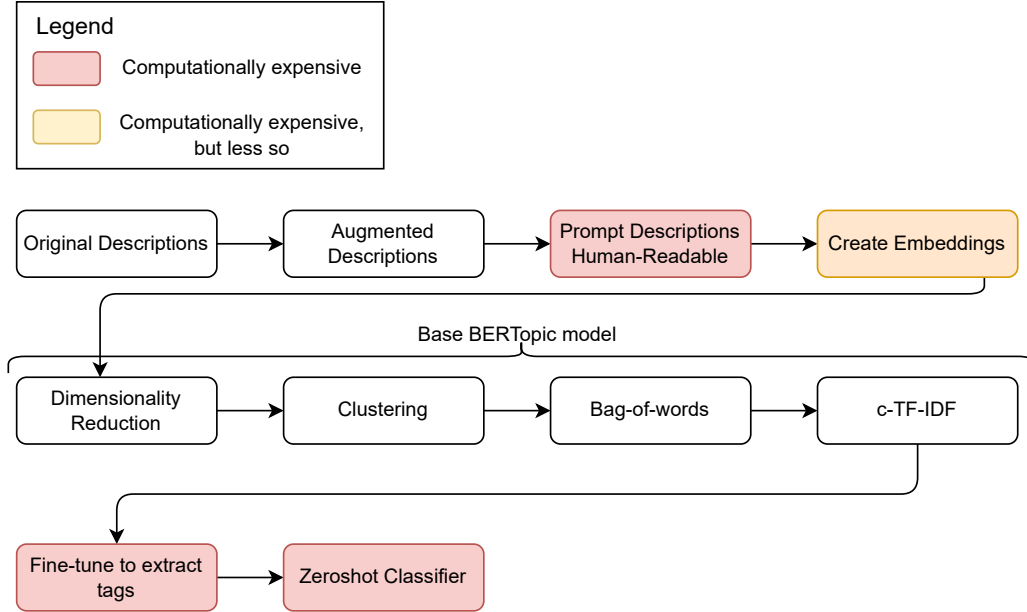 Legend
Computationally expensive
Computationally expensive,
but less so
Original Descriptions
Augmented
Descriptions
Prompt Descriptions
Human-Readable
Create Embeddings
Base BERTopic model
Dimensionality
Reduction
Clustering
Bag-of-words
c-TF-IDF
Fine-tune to extract
tags
Zeroshot Classifier